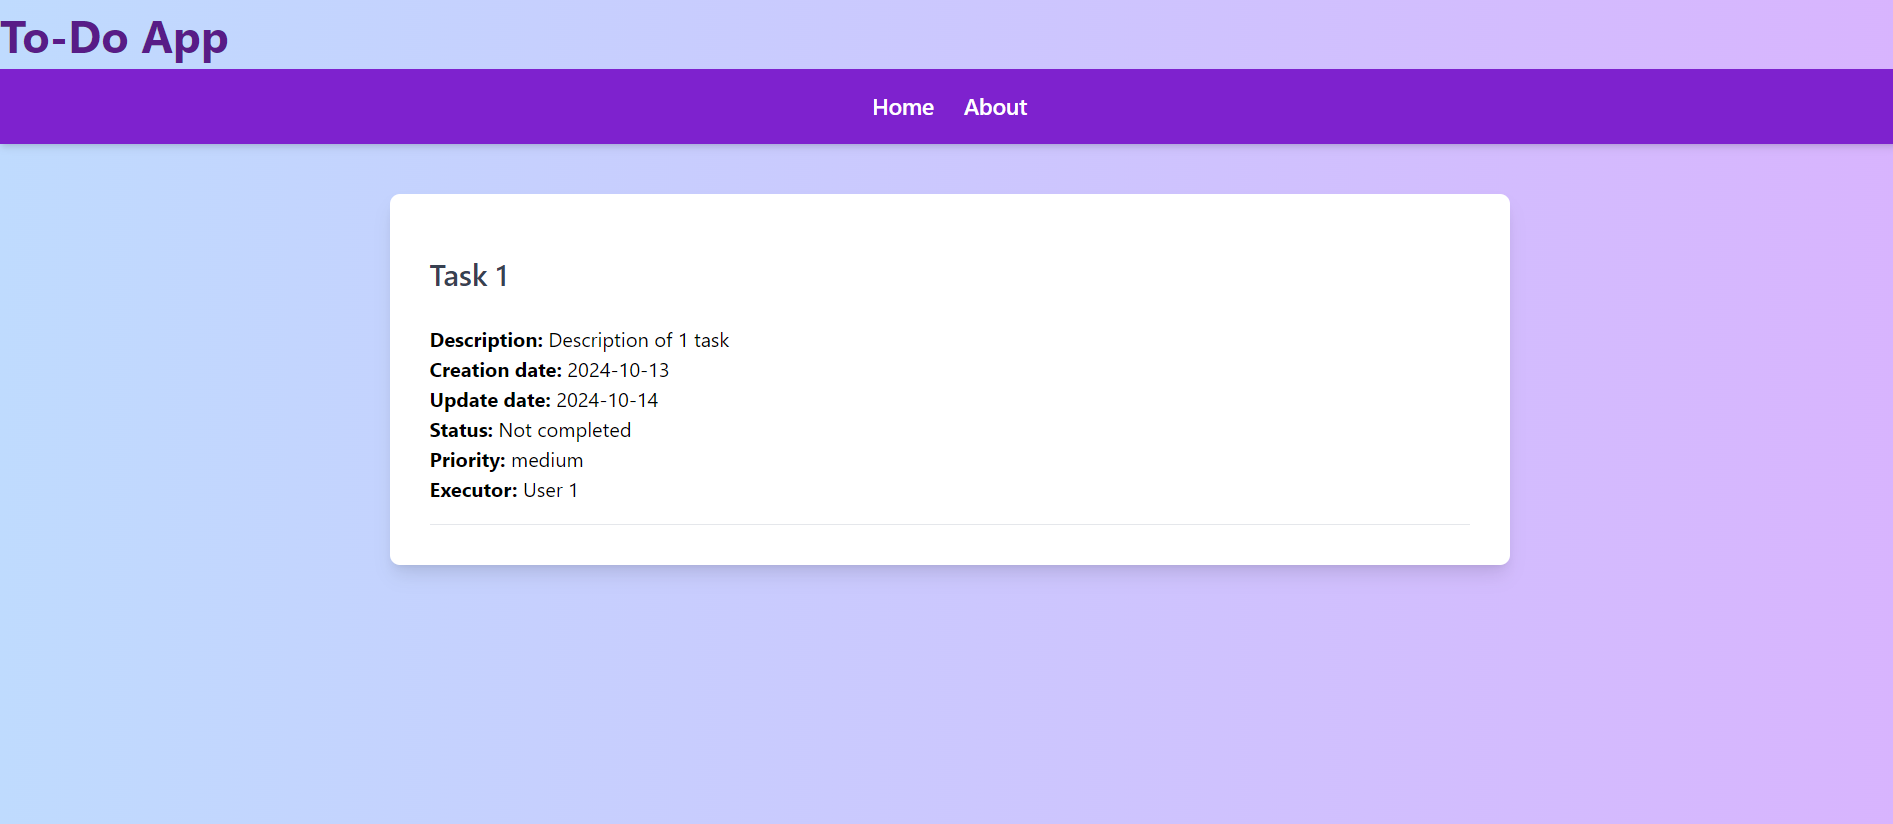 To-Do App
Home About
Task 1
Description: Description of 1 task
Creation date: 2024-10-13
Update date: 2024-10-14
Status: Not completed
Priority: medium
Executor: User 1